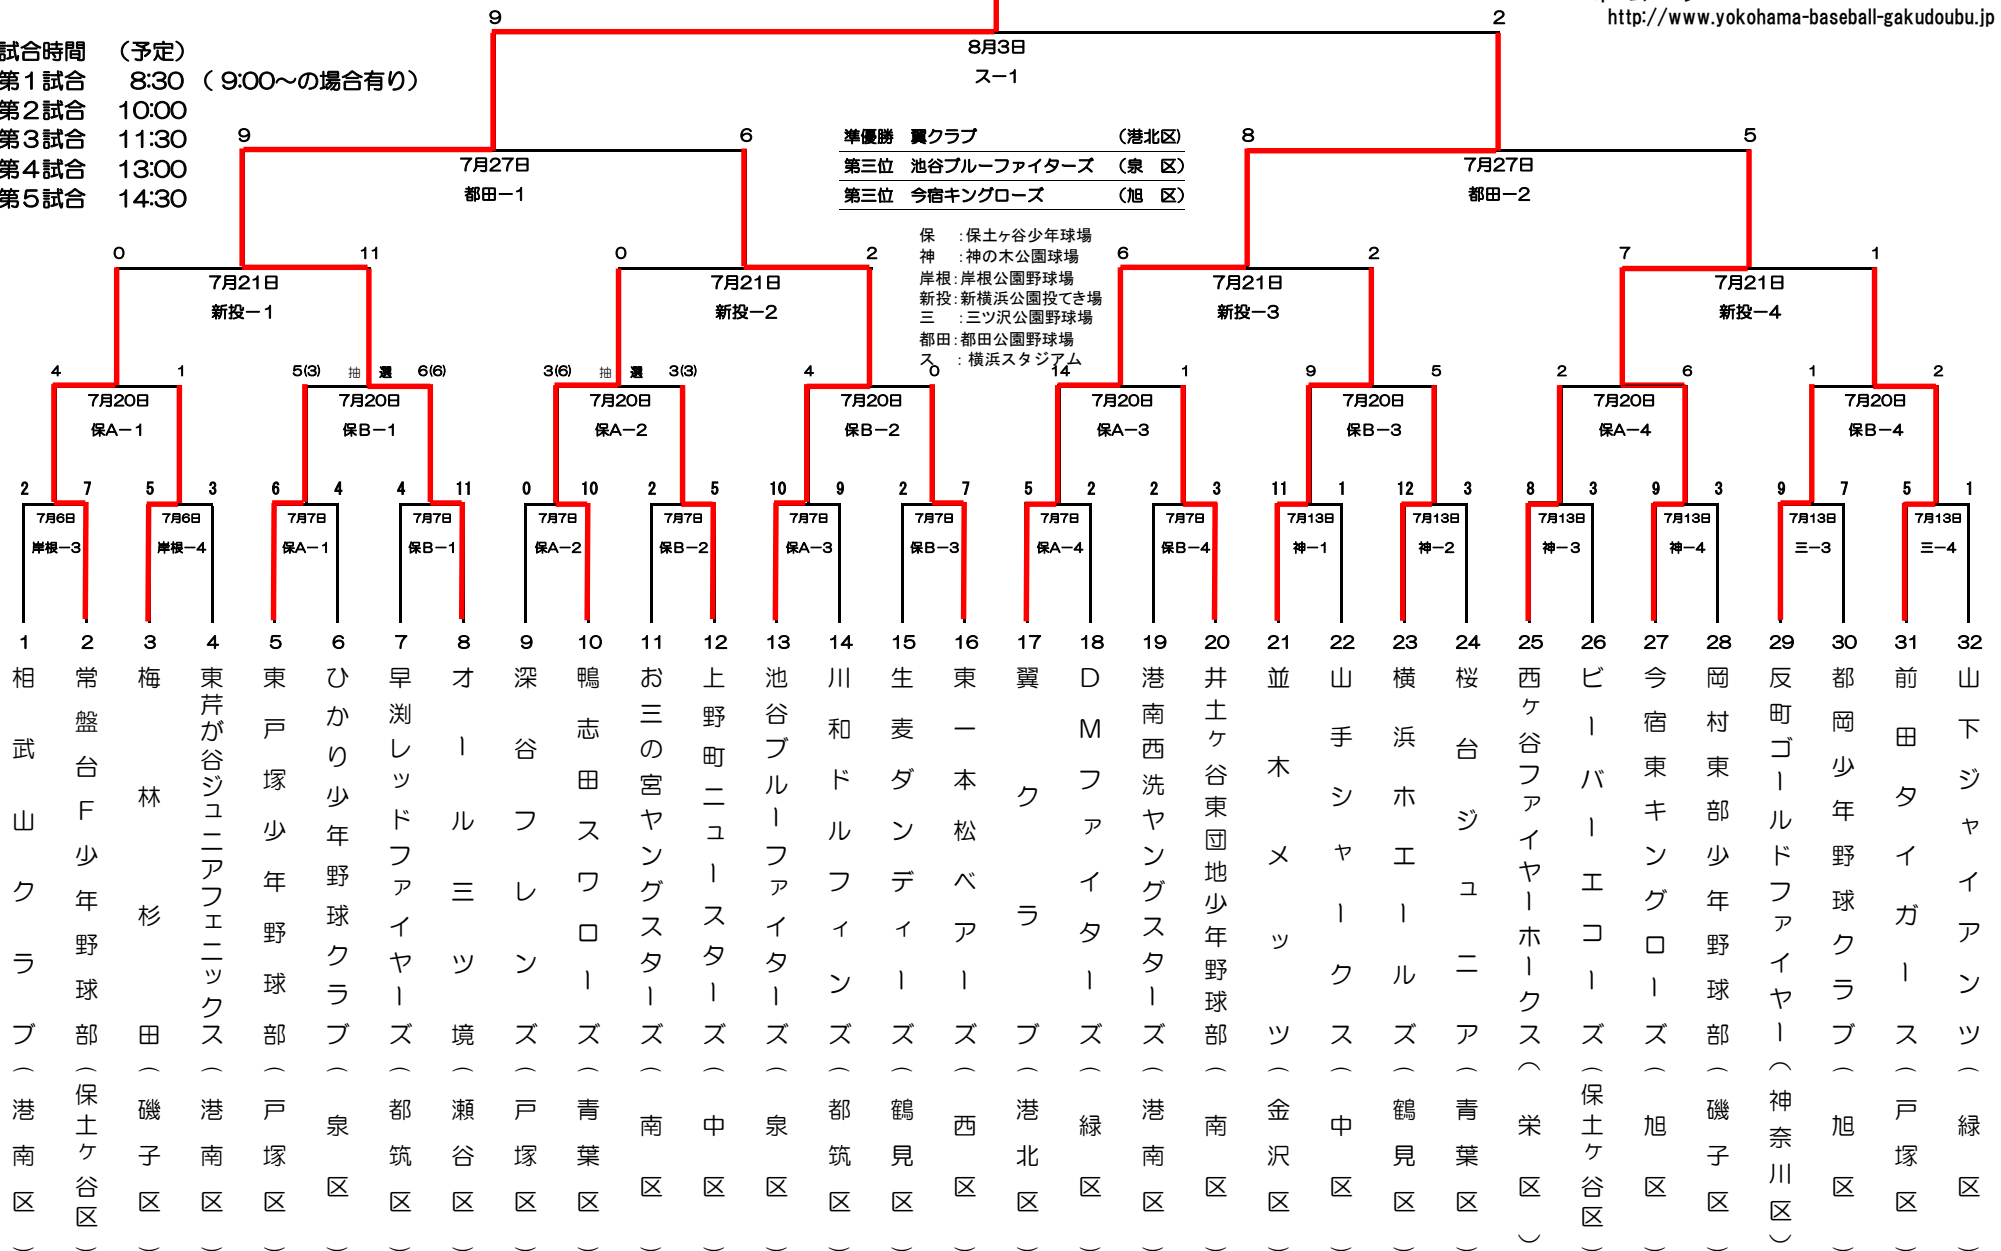 http://www.yokohama-baseball-gakudoubu.jp
9
2
8月3日
スー1
試合時間 （予定）
第1試合 8:30 （ 9:00～の場合有り）
第2試合 10:00
第3試合 11:30
第4試合 13:00
第5試合 14:30
9
6
8
5
7月27日
都田ー1
7月27日
都田ー2
準優勝 翼クラブ （港北区）
第三位 池谷ブルーファイターズ （泉 区）
第三位 今宿キングローズ （旭 区）
保 ：保土ヶ谷少年球場
神 ：神の木公園球場
岸根：岸根公園野球場
新投：新横浜公園投てき場
三 ：三ツ沢公園野球場
都田：都田公園野球場
ス ：横浜スタジアム
0 11 0 2 6 2 7 1
7月21日 7月21日 7月21日 7月21日
新投ー1 新投ー2 新投ー3 新投ー4
4 1 5(3) 抽 選 6(6) 3(6) 抽 選 3(3) 4 0 14 1 9 5 2 6 1 2
7月20日 7月20日 7月20日 7月20日 7月20日 7月20日 7月20日 7月20日
保Aー1 保Bー1 保Aー2 保Bー2 保Aー3 保Bー3 保Aー4 保Bー4
2 7 5 3 6 4 4 11 0 10 2 5 10 9 2 7 5 2 2 3 11 1 12 3 8 3 9 3 9 7 5 1
7月6日 7月6日 7月7日 7月7日 7月7日 7月7日 7月7日 7月7日 7月7日 7月7日 7月13日 7月13日 7月13日 7月13日 7月13日 7月13日
岸根ー3 岸根ー4 保Aー1 保Bー1 保Aー2 保Bー2 保Aー3 保Bー3 保Aー4 保Bー4 神ー1 神ー2 神ー3 神ー4 三ー3 三ー4
1 相武山クラブ（港南区）
2 常盤台F少年野球部（保土ケ谷区）
3 梅林杉田（磯子区）
4 東芹が谷ジュニアフェニックス（港南区）
5 東戸塚少年野球部（戸塚区）
6 ひかり少年野球クラブ（泉区）
7 早渕レッドファイヤーズ（都筑区）
8 オール三ツ境（瀬谷区）
9 深谷フレンズ（戸塚区）
10 鴨志田スワローズ（青葉区）
11 お三の宮ヤングスターズ（南区）
12 上野町ニュースターズ（中区）
13 池谷ブルーファイターズ（泉区）
14 川和ドルフィンズ（都筑区）
15 生麦ダンディーズ（鶴見区）
16 東一本松ベアーズ（西区）
17 翼クラブ（港北区）
18 DMファイターズ（緑区）
19 港南西洗ヤングスターズ（港南区）
20 井土ケ谷東団地少年野球部（南区）
21 並木メッツ（金沢区）
22 山手シャークス（中区）
23 横浜ホエールズ（鶴見区）
24 桜台ジュニア（青葉区）
25 西ヶ谷ファイヤーホークス（栄区）
26 ビーバーエコーズ（保土ケ谷区）
27 今宿東キングローズ（旭区）
28 岡村東部少年野球部（磯子区）
29 反町ゴールドファイヤー（神奈川区）
30 都岡少年野球クラブ（旭区）
31 前田タイガース（戸塚区）
32 山下ジャイアンツ（緑区）